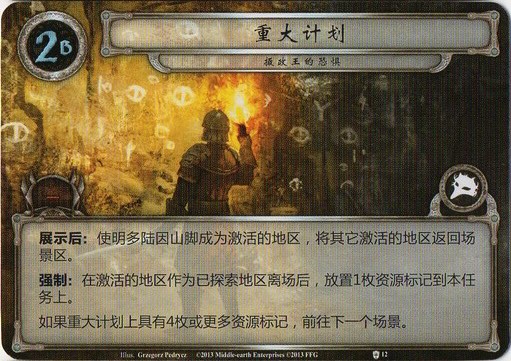 2B
重大计划
摄政王的恐惧
展示后：使明多陆因山脚成为激活的地区，将其它激活的地区返回场
景区。
强制：在激活的地区作为已探索地区离场后，放置1枚资源标记到本任
务上。
如果重大计划上具有4枚或更多资源标记，前往下一个场景。
Illus. Grzegorz Pedrycz ©2013 Middle-earth Enterprises ©2013 FFG 12